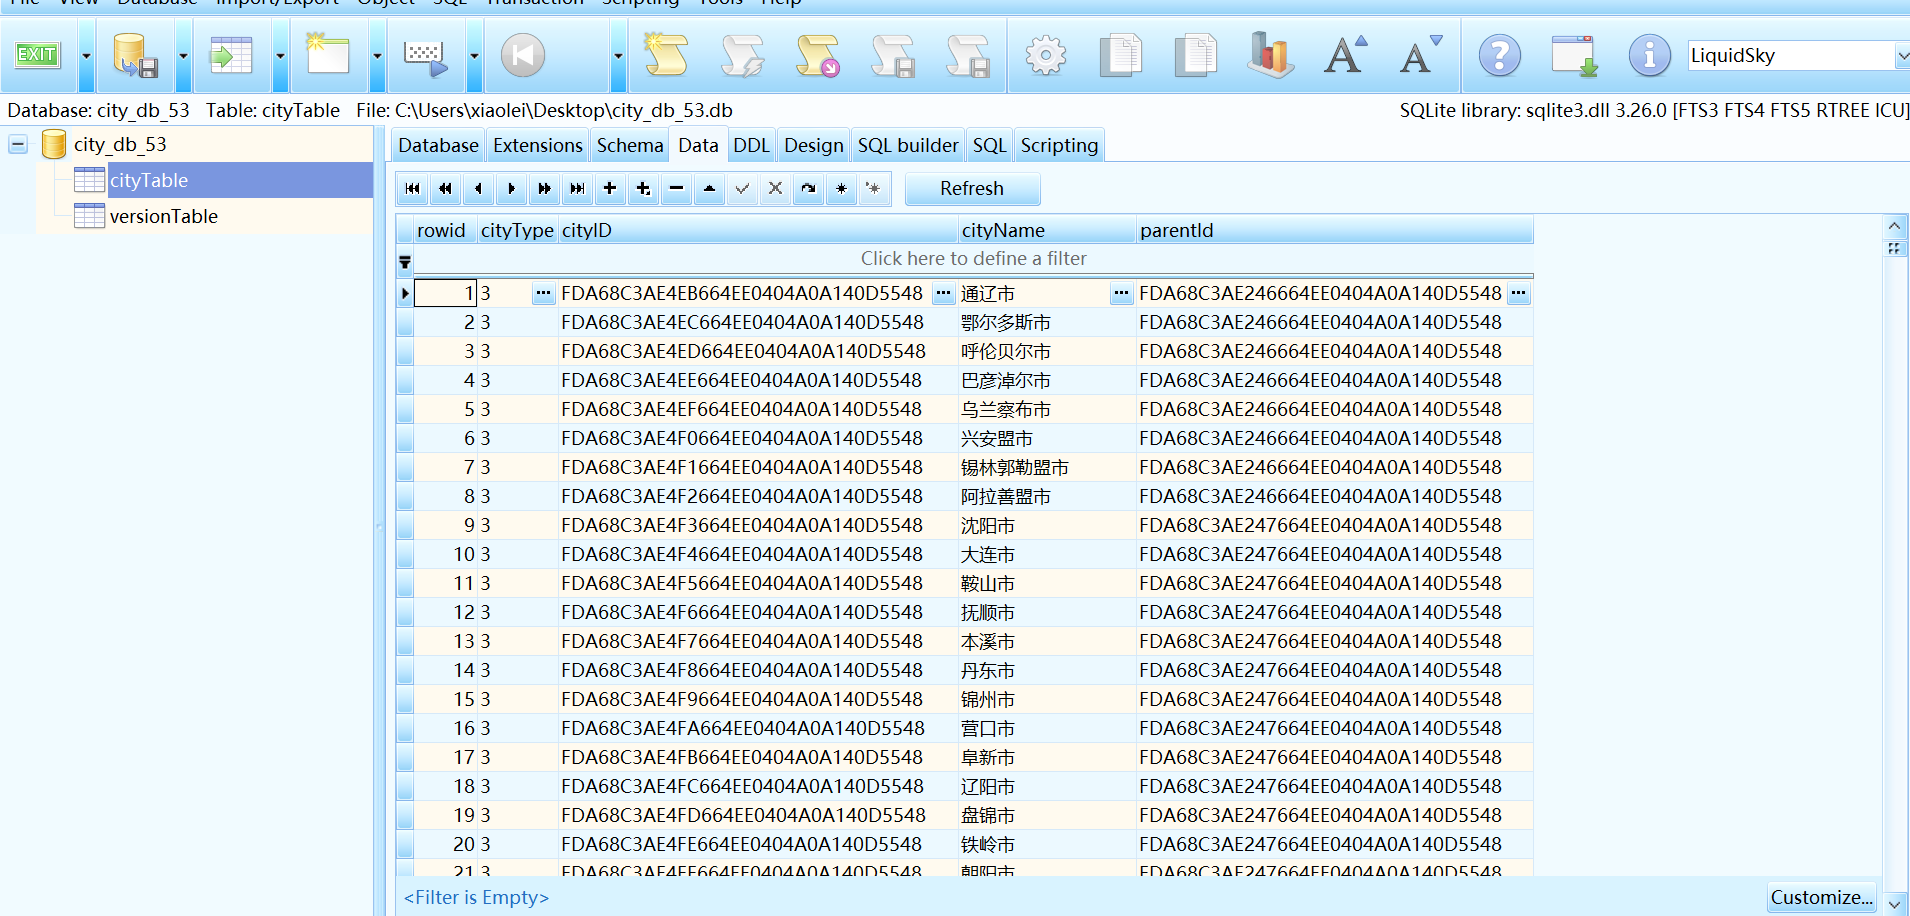 File View Database Import/Export Object SQL Transaction Scripting Tools Help
EXIT LiquidSky
Database: city_db_53 Table: cityTable File: C:\Users\xiaolei\Desktop\city_db_53.db SQLite library: sqlite3.dll 3.26.0 [FTS3 FTS4 FTS5 RTREE ICU]
city_db_53
cityTable
versionTable
Database Extensions Schema Data DDL Design SQL builder SQL Scripting
Refresh
rowid cityType cityID cityName parentId
Click here to define a filter
1 3 ... FDA68C3AE4EB664EE0404A0A140D5548 ... 通辽市 ... FDA68C3AE246664EE0404A0A140D5548 ...
2 3 FDA68C3AE4EC664EE0404A0A140D5548 鄂尔多斯市 FDA68C3AE246664EE0404A0A140D5548
3 3 FDA68C3AE4ED664EE0404A0A140D5548 呼伦贝尔市 FDA68C3AE246664EE0404A0A140D5548
4 3 FDA68C3AE4EE664EE0404A0A140D5548 巴彦淖尔市 FDA68C3AE246664EE0404A0A140D5548
5 3 FDA68C3AE4EF664EE0404A0A140D5548 乌兰察布市 FDA68C3AE246664EE0404A0A140D5548
6 3 FDA68C3AE4F0664EE0404A0A140D5548 兴安盟市 FDA68C3AE246664EE0404A0A140D5548
7 3 FDA68C3AE4F1664EE0404A0A140D5548 锡林郭勒盟市 FDA68C3AE246664EE0404A0A140D5548
8 3 FDA68C3AE4F2664EE0404A0A140D5548 阿拉善盟市 FDA68C3AE246664EE0404A0A140D5548
9 3 FDA68C3AE4F3664EE0404A0A140D5548 沈阳市 FDA68C3AE247664EE0404A0A140D5548
10 3 FDA68C3AE4F4664EE0404A0A140D5548 大连市 FDA68C3AE247664EE0404A0A140D5548
11 3 FDA68C3AE4F5664EE0404A0A140D5548 鞍山市 FDA68C3AE247664EE0404A0A140D5548
12 3 FDA68C3AE4F6664EE0404A0A140D5548 抚顺市 FDA68C3AE247664EE0404A0A140D5548
13 3 FDA68C3AE4F7664EE0404A0A140D5548 本溪市 FDA68C3AE247664EE0404A0A140D5548
14 3 FDA68C3AE4F8664EE0404A0A140D5548 丹东市 FDA68C3AE247664EE0404A0A140D5548
15 3 FDA68C3AE4F9664EE0404A0A140D5548 锦州市 FDA68C3AE247664EE0404A0A140D5548
16 3 FDA68C3AE4FA664EE0404A0A140D5548 营口市 FDA68C3AE247664EE0404A0A140D5548
17 3 FDA68C3AE4FB664EE0404A0A140D5548 阜新市 FDA68C3AE247664EE0404A0A140D5548
18 3 FDA68C3AE4FC664EE0404A0A140D5548 辽阳市 FDA68C3AE247664EE0404A0A140D5548
19 3 FDA68C3AE4FD664EE0404A0A140D5548 盘锦市 FDA68C3AE247664EE0404A0A140D5548
20 3 FDA68C3AE4FE664EE0404A0A140D5548 铁岭市 FDA68C3AE247664EE0404A0A140D5548
21 3 FDA68C3AE4FF664EE0404A0A140D5548 朝阳市 FDA68C3AE247664EE0404A0A140D5548
<Filter is Empty> Customize...